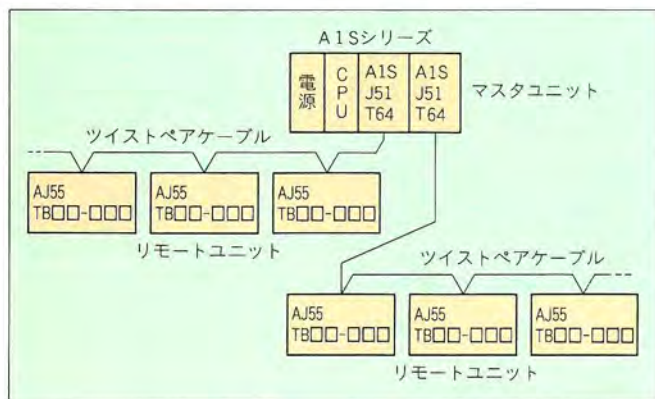 A1Sシリーズ
電源
CPU
A1S
J51
T64
A1S
J51
T64
マスタユニット
ツイストペアケーブル
AJ55
TB□□-□□□
AJ55
TB□□-□□□
AJ55
TB□□-□□□
リモートユニット
ツイストペアケーブル
AJ55
TB□□-□□□
AJ55
TB□□-□□□
AJ55
TB□□-□□□
リモートユニット